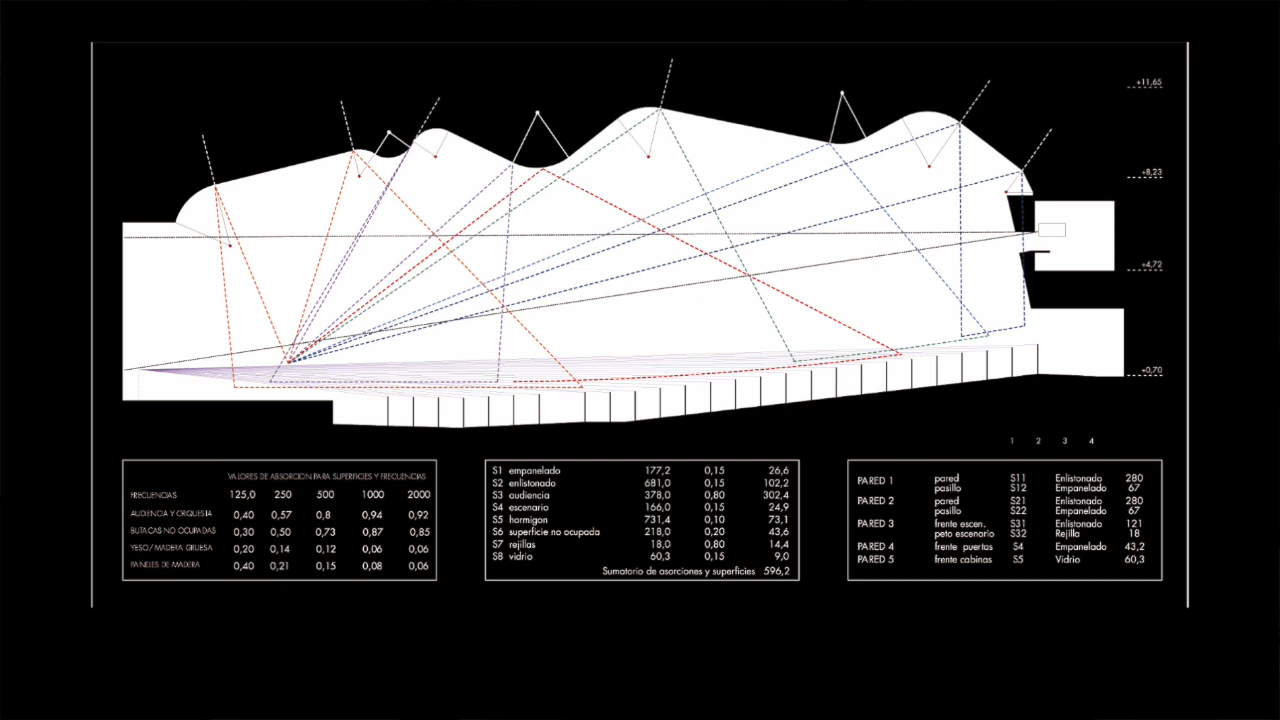 +11,65
+8,23
+4,72
+0,70
1 2 3 4
VALORES DE ABSORCION PARA SUPERFICIES Y FRECUENCIAS
FRECUENCIAS 125,0 250 500 1000 2000
AUDIENCIA Y ORQUESTA 0,40 0,57 0,8 0,94 0,92
BUTACAS NO OCUPADAS 0,30 0,50 0,73 0,87 0,85
YESO/MADERA GRUESA 0,20 0,14 0,12 0,06 0,06
PANELES DE MADERA 0,40 0,21 0,15 0,08 0,06
S1 empanelado 177,2 0,15 26,6
S2 enlistonado 681,0 0,15 102,2
S3 audiencia 378,0 0,80 302,4
S4 escenario 166,0 0,15 24,9
S5 hormigon 731,4 0,10 73,1
S6 superficie no ocupada 218,0 0,20 43,6
S7 rejillas 18,0 0,80 14,4
S8 vidrio 60,3 0,15 9,0
Sumatorio de asorciones y superficies 596,2
PARED 1 pared S11 Enlistonado 280
pasillo S12 Empanelado 67
PARED 2 pared S21 Enlistonado 280
pasillo S22 Empanelado 67
PARED 3 frente escen. S31 Enlistonado 121
peto escenario S32 Rejilla 18
PARED 4 frente puertas S4 Empanelado 43,2
PARED 5 frente cabinas S5 Vidrio 60,3